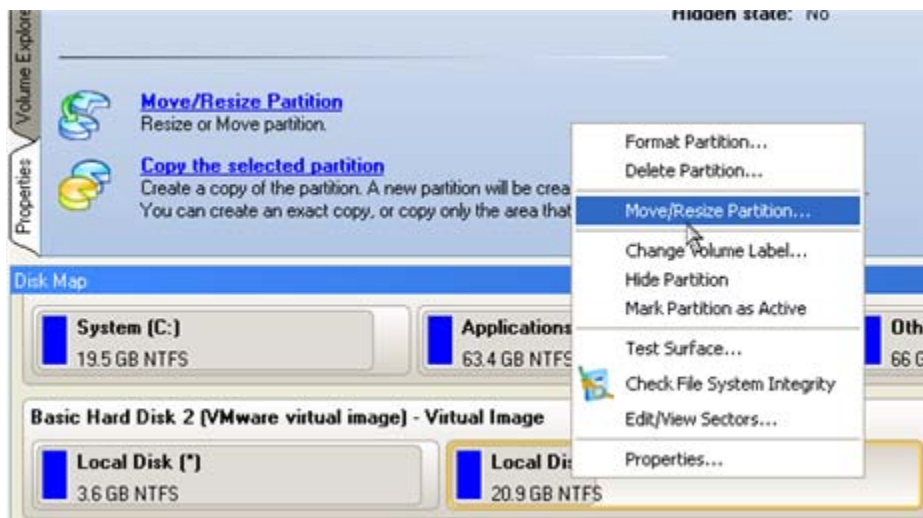 Hidden state: No
Volume Explore
Properties
Move/Resize Partition
Resize or Move partition.
Copy the selected partition
Create a copy of the partition. A new partition will be crea
You can create an exact copy, or copy only the area that
Format Partition...
Delete Partition...
Move/Resize Partition...
Change Volume Label...
Hide Partition
Mark Partition as Active
Test Surface...
Check File System Integrity
Edit/View Sectors...
Properties...
Disk Map
System (C:)
19.5 GB NTFS
Applications
63.4 GB NTFS
Oth
66 G
Basic Hard Disk 2 (VMware virtual image) - Virtual Image
Local Disk (*)
3.6 GB NTFS
Local Dis
20.9 GB NTFS